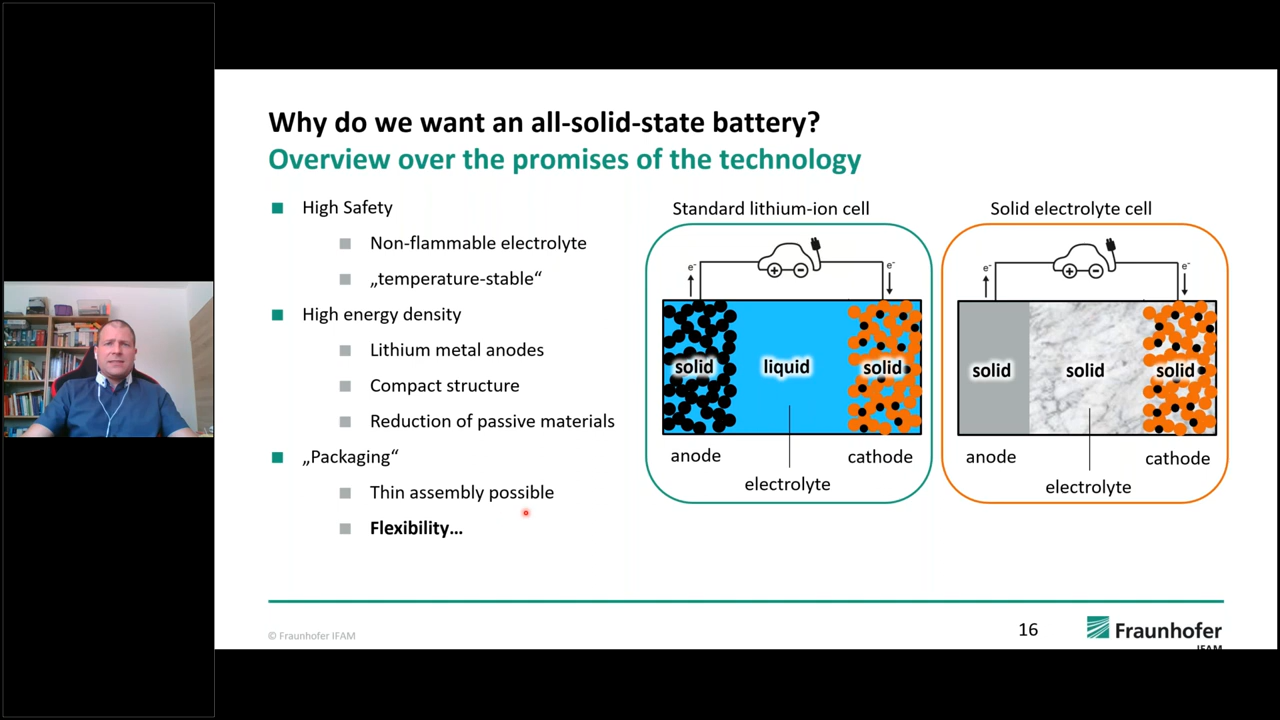 Why do we want an all-solid-state battery?
Overview over the promises of the technology
High Safety
Non-flammable electrolyte
„temperature-stable“
High energy density
Lithium metal anodes
Compact structure
Reduction of passive materials
„Packaging“
Thin assembly possible
Flexibility...
Standard lithium-ion cell
e-
e-
solid
liquid
solid
anode
cathode
electrolyte
Solid electrolyte cell
e-
e-
solid
solid
solid
anode
cathode
electrolyte
© Fraunhofer IFAM
16
Fraunhofer
IFAM